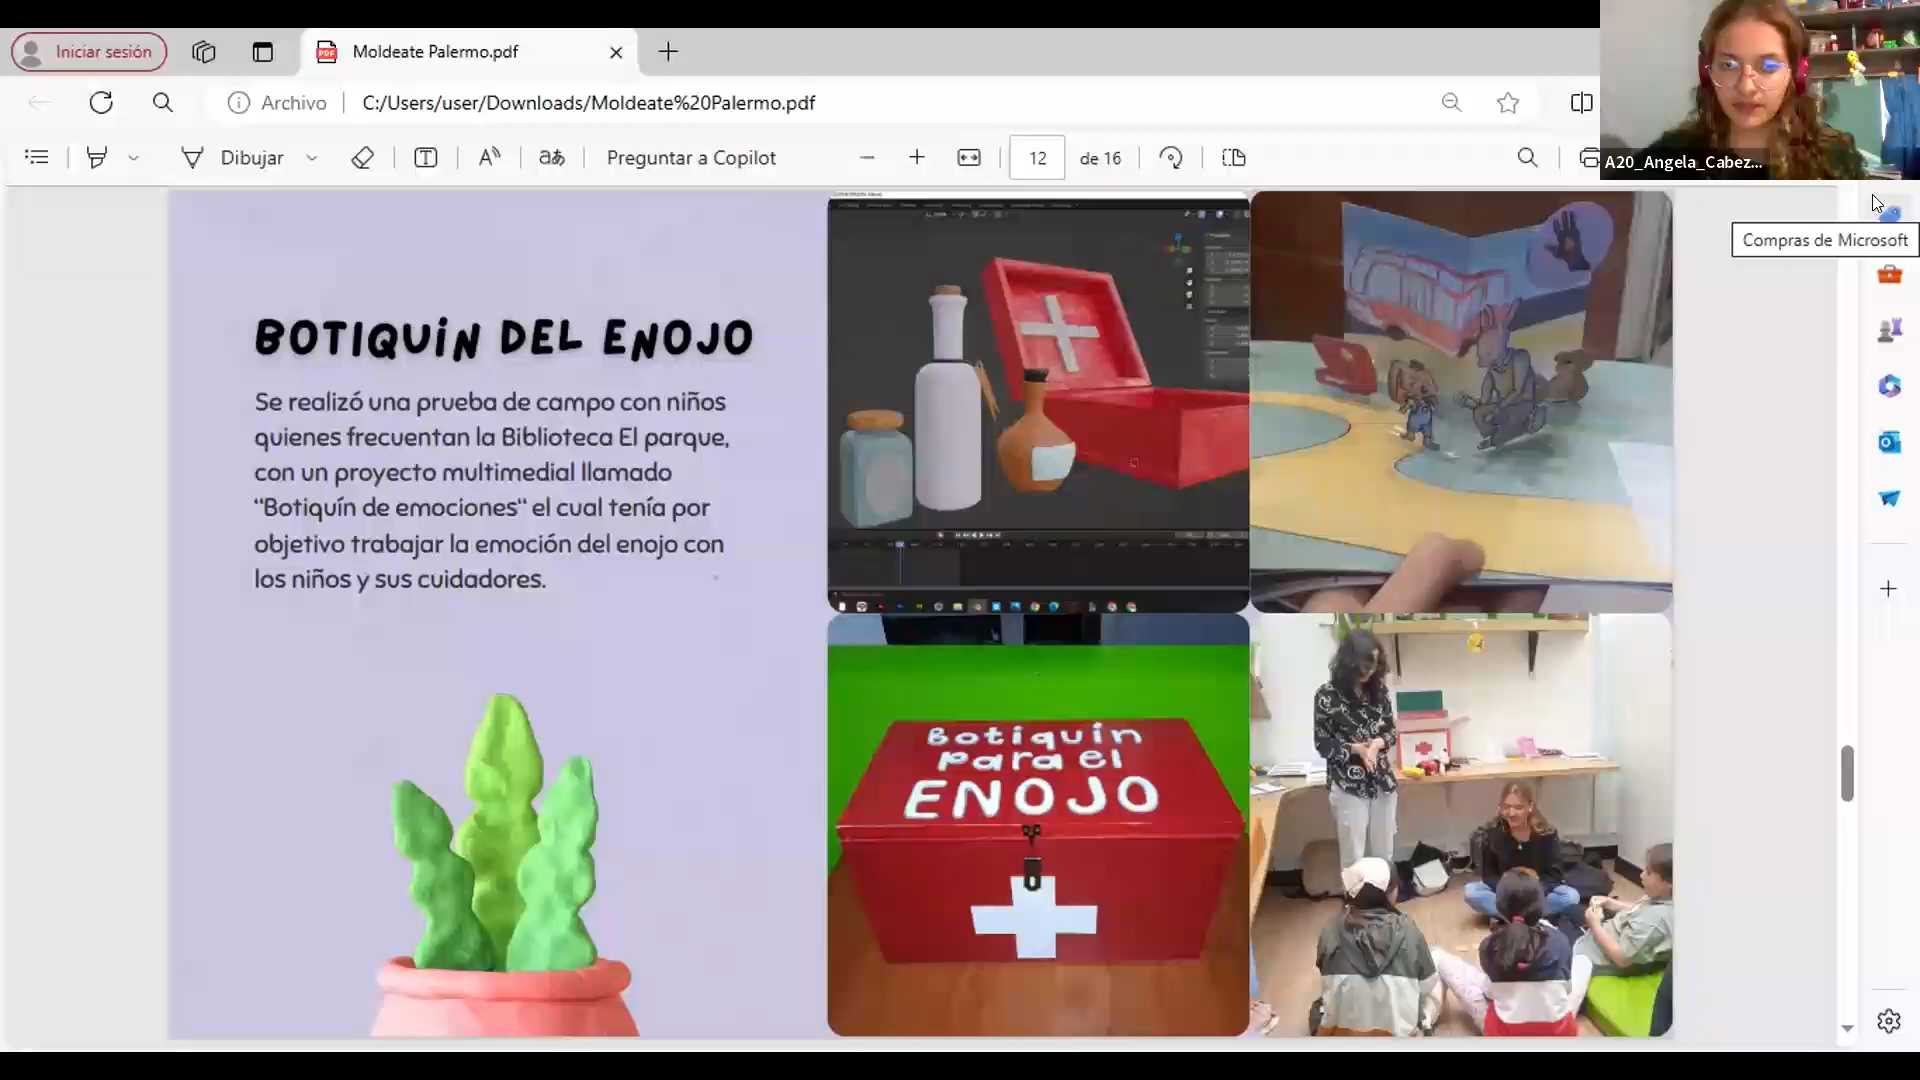 Iniciar sesión
Moldeate Palermo.pdf
Archivo
C:/Users/user/Downloads/Moldeate%20Palermo.pdf
Dibujar
Preguntar a Copilot
12
de 16
A20_Angela_Cabez...
Compras de Microsoft
BOTIQUiN DEL ENOJO
Se realizó una prueba de campo con niños
quienes frecuentan la Biblioteca El parque,
con un proyecto multimedial llamado
"Botiquín de emociones" el cual tenía por
objetivo trabajar la emoción del enojo con
los niños y sus cuidadores.
Botiquin
para el
ENOJO